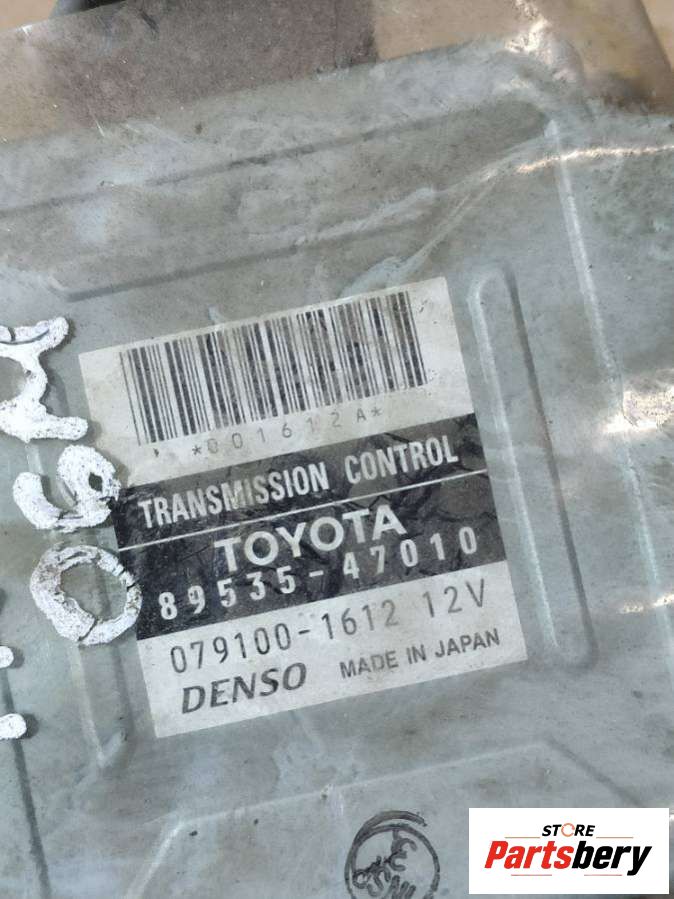 *001612A*
TRANSMISSION CONTROL
TOYOTA
89535-47010
079100-1612 12V
DENSO MADE IN JAPAN
STORE
Partsbery